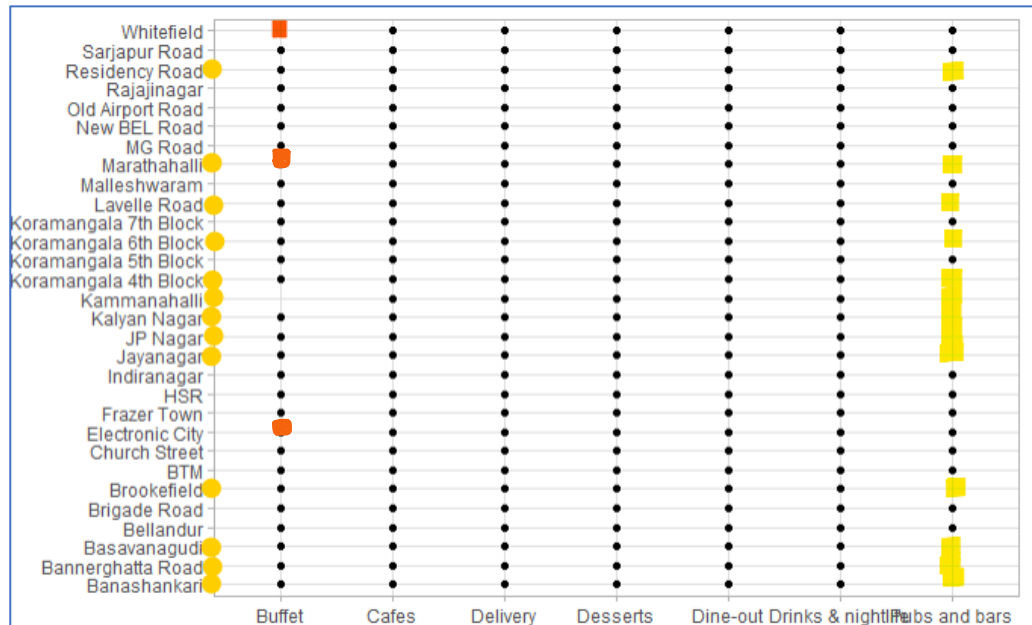 Whitefield
Sarjapur Road
Residency Road
Rajajinagar
Old Airport Road
New BEL Road
MG Road
Marathahalli
Malleshwaram
Lavelle Road
Koramangala 7th Block
Koramangala 6th Block
Koramangala 5th Block
Koramangala 4th Block
Kammanahalli
Kalyan Nagar
JP Nagar
Jayanagar
Indiranagar
HSR
Frazer Town
Electronic City
Church Street
BTM
Brookefield
Brigade Road
Bellandur
Basavanagudi
Bannerghatta Road
Banashankari
Buffet Cafes Delivery Desserts Dine-out Drinks & nightlife Pubs and bars